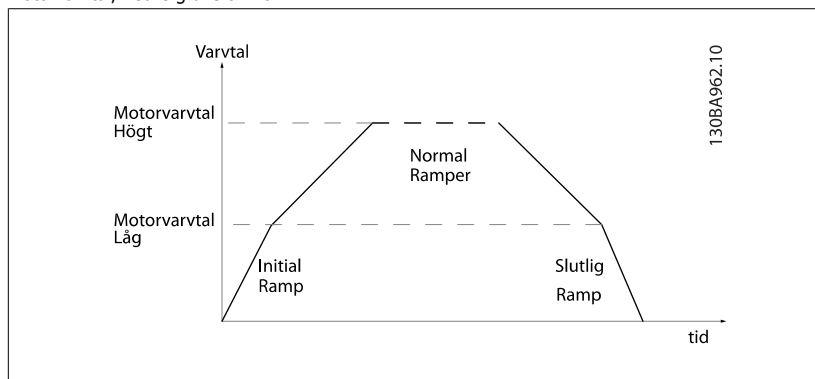 Varvtal
Motorvarvtal
Högt
Normal
Ramper
Motorvarvtal
Låg
Initial
Ramp
Slutlig
Ramp
tid
130BA962.10